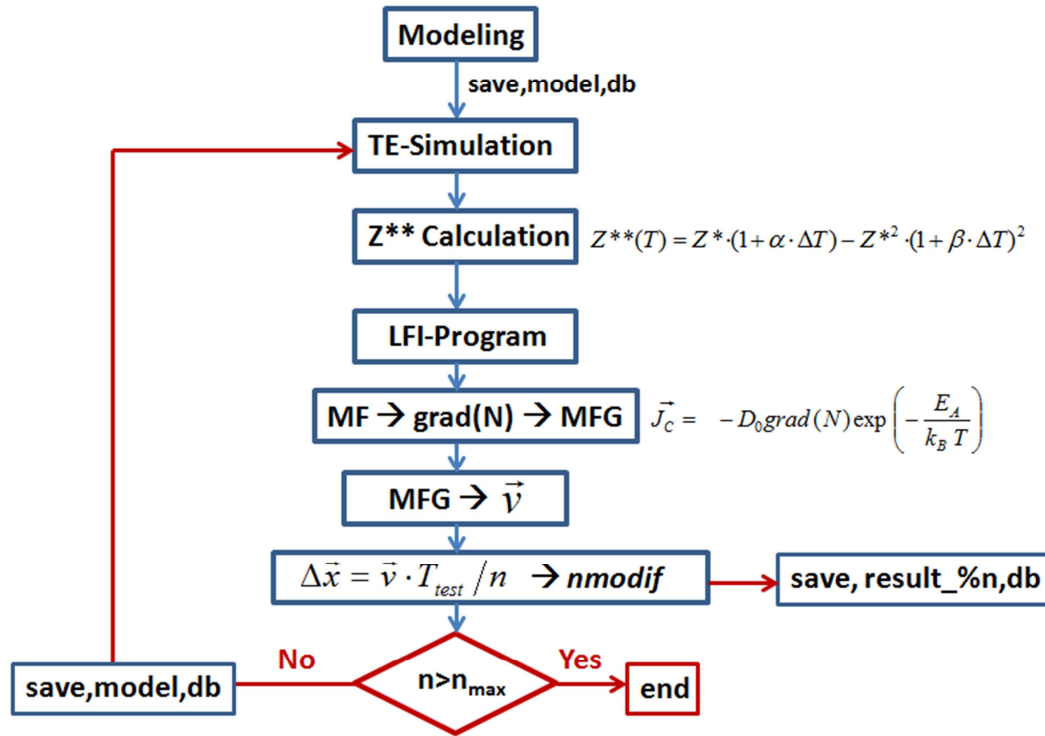 Modeling
save,model,db
TE-Simulation
Z** Calculation
Z**(T) = Z*·(1+α·ΔT) − Z*²·(1+β·ΔT)²
LFI-Program
MF → grad(N) → MFG
J⃗_C = −D₀grad(N)exp(−E_A/(k_B T))
MFG → v⃗
Δx⃗ = v⃗·T_test/n → nmodif
save, result_%n,db
No
n>n_max
Yes
save,model,db
end